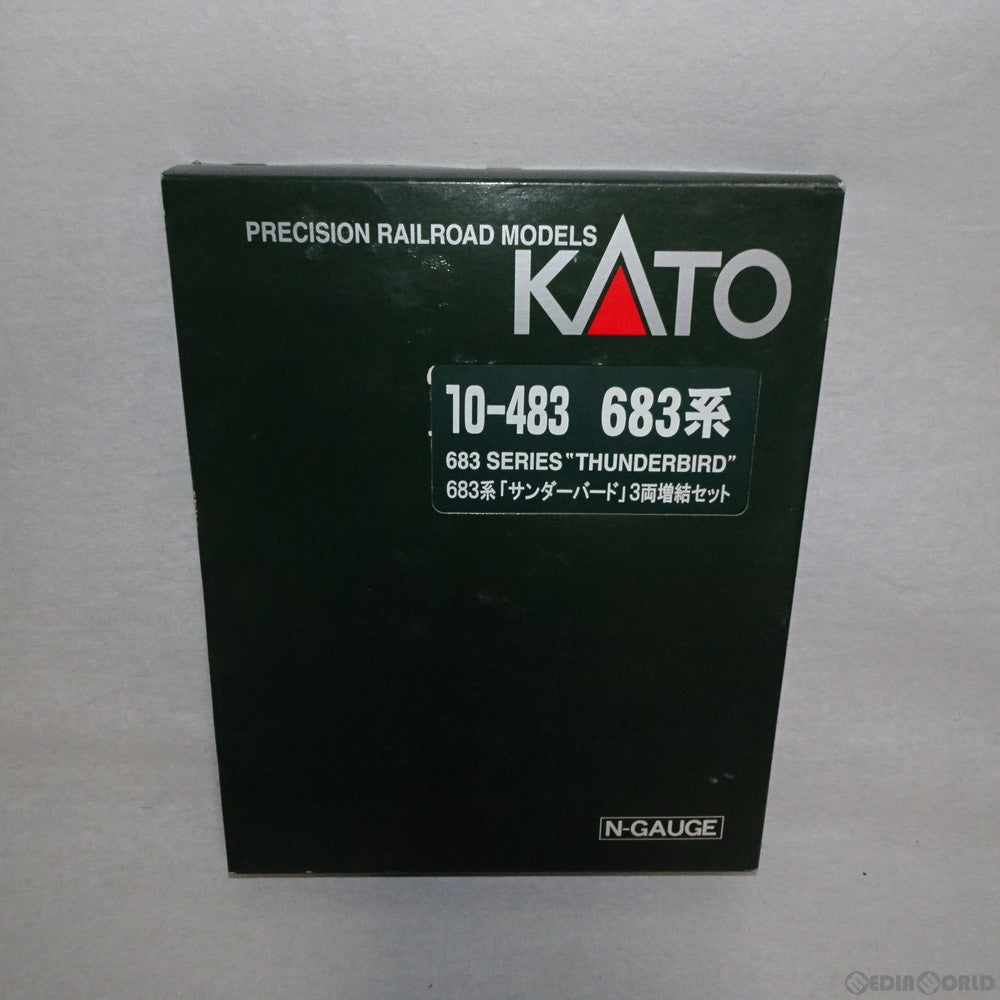 PRECISION RAILROAD MODELS
KATO
10-483 683系
683 SERIES "THUNDERBIRD"
683系「サンダーバード」3両増結セット
N-GAUGE
MEDIAWORLD